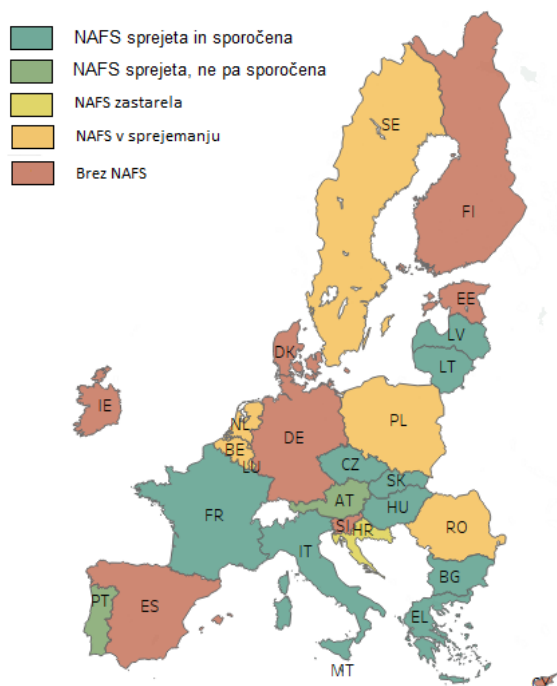 NAFS sprejeta in sporočena
NAFS sprejeta, ne pa sporočena
NAFS zastarela
NAFS v sprejemanju
Brez NAFS
SE
FI
EE
LV
DK
LT
IE
NL
PL
DE
BE
LU
CZ
SK
AT
HU
FR
SI
HR
RO
IT
BG
PT
ES
EL
MT
CY